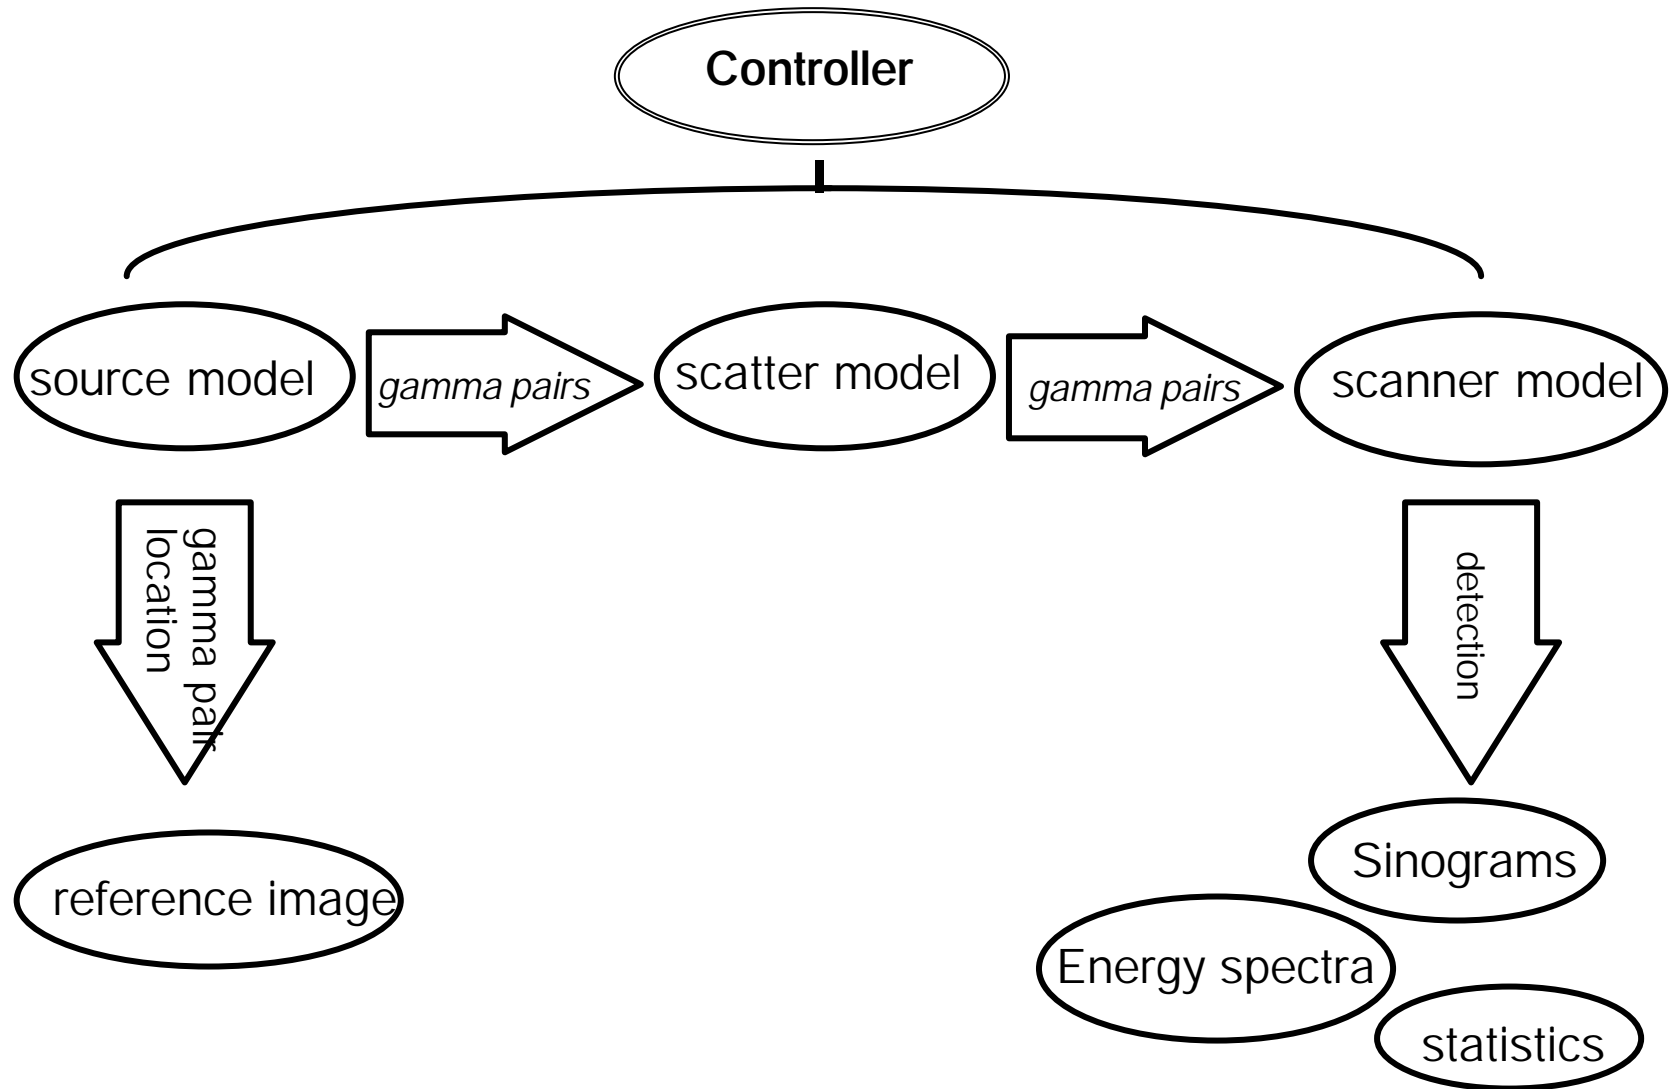 Controller
source model
gamma pairs
scatter model
gamma pairs
scanner model
gamma pair
location
detection
reference image
Sinograms
Energy spectra
statistics